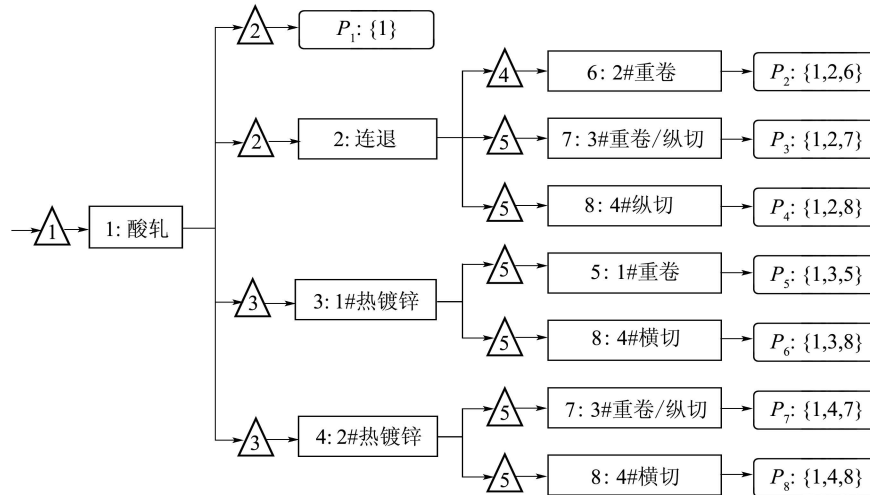 2
P₁: {1}
4
6: 2#重卷
P₂: {1,2,6}
2
2: 连退
5
7: 3#重卷/纵切
P₃: {1,2,7}
5
8: 4#纵切
P₄: {1,2,8}
1
1: 酸轧
5
5: 1#重卷
P₅: {1,3,5}
3
3: 1#热镀锌
5
8: 4#横切
P₆: {1,3,8}
5
7: 3#重卷/纵切
P₇: {1,4,7}
3
4: 2#热镀锌
5
8: 4#横切
P₈: {1,4,8}